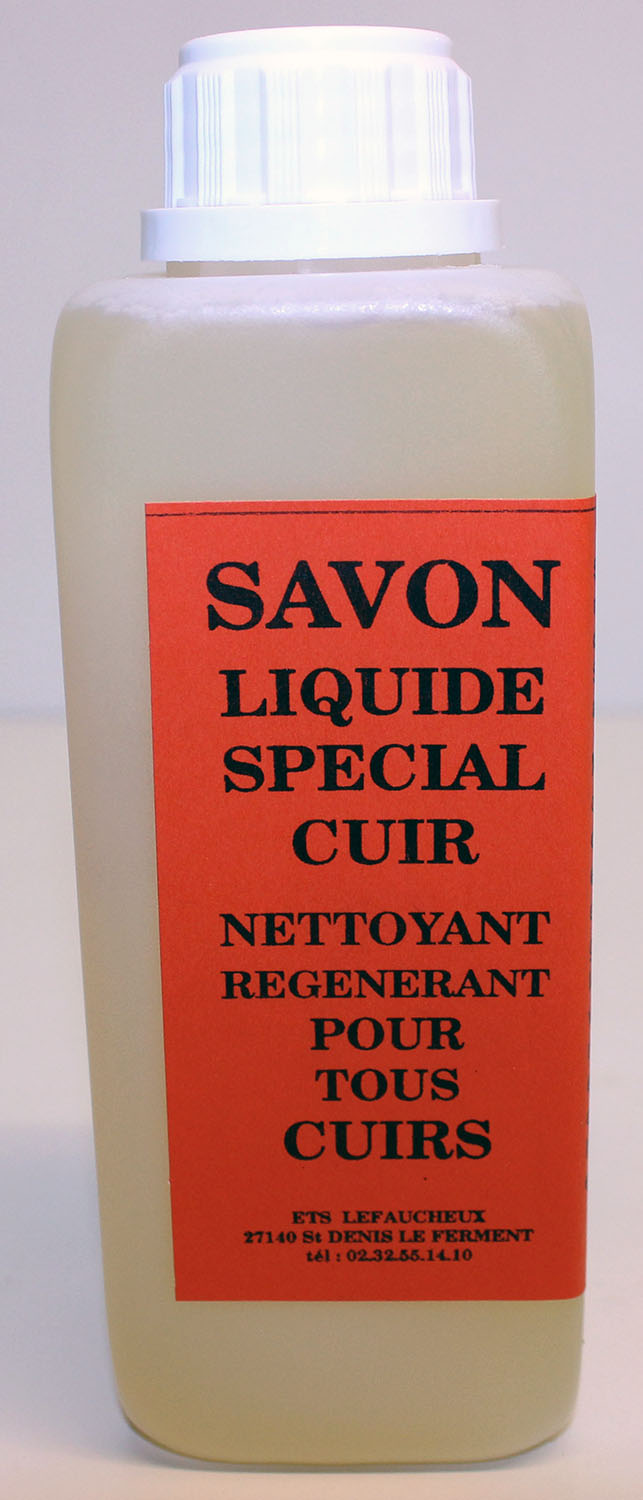 SAVON
LIQUIDE
SPECIAL
CUIR
NETTOYANT
REGENERANT
POUR
TOUS
CUIRS
ETS LEFAUCHEUX
27140 St DENIS LE FERMENT
tél : 02.32.55.14.10